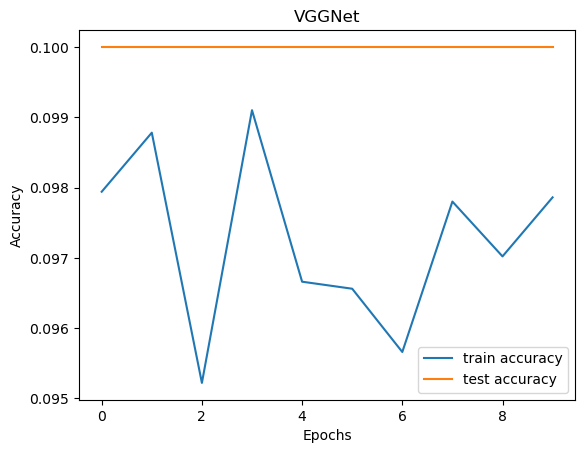 VGGNet
0.100
0.099
0.098
0.097
0.096
0.095
Accuracy
train accuracy
test accuracy
0 2 4 6 8
Epochs